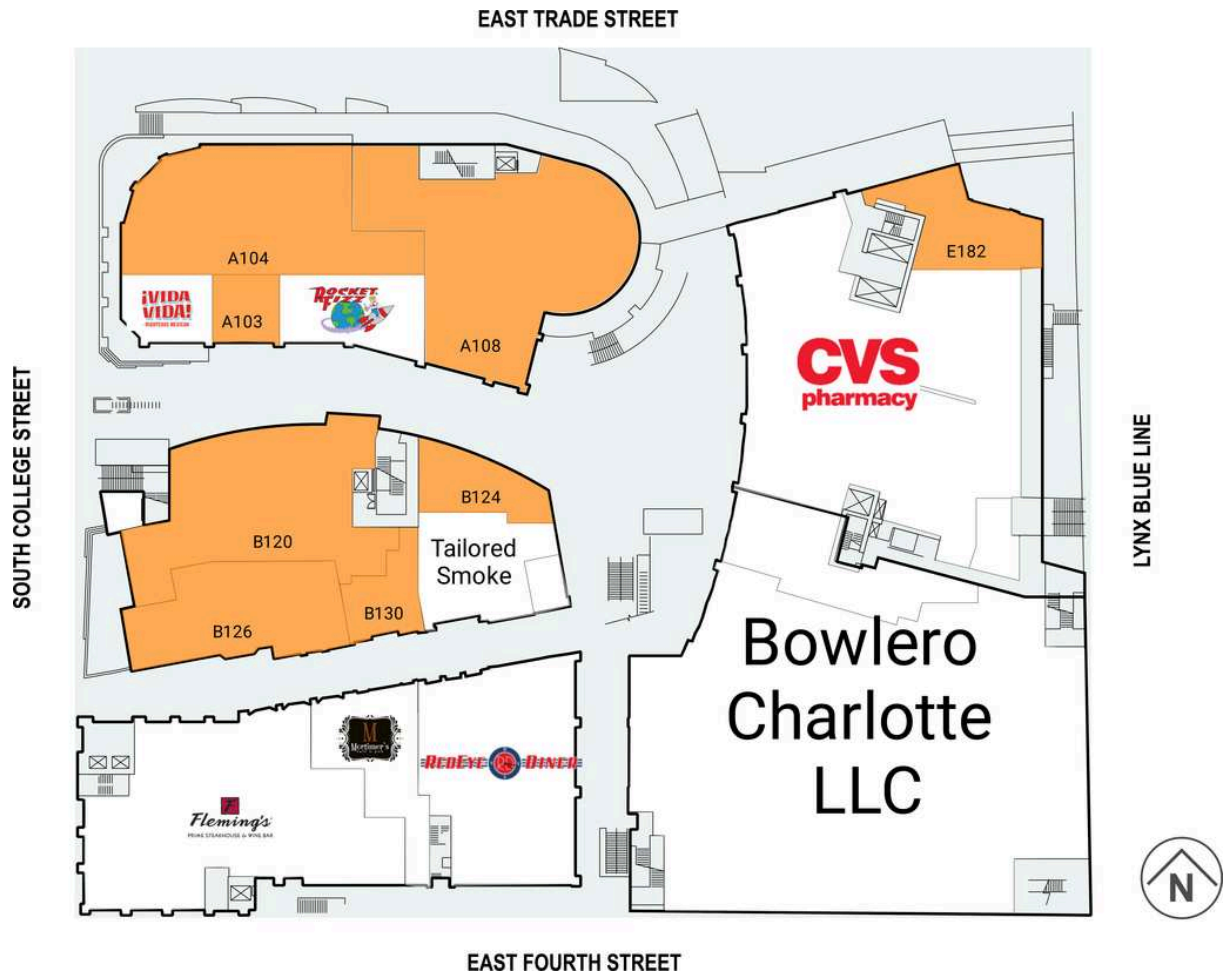 EAST TRADE STREET
A104
E182
¡VIDA
VIDA!
A103
ROCKET
FIZZ
A108
CVS
pharmacy
SOUTH COLLEGE STREET
LYNX BLUE LINE
B124
B120
Tailored
Smoke
B130
B126
Bowlero
Charlotte
LLC
M
Mortimer's
REDEYE DINER
F
Fleming's
PRIME STEAKHOUSE & WINE BAR
N
EAST FOURTH STREET